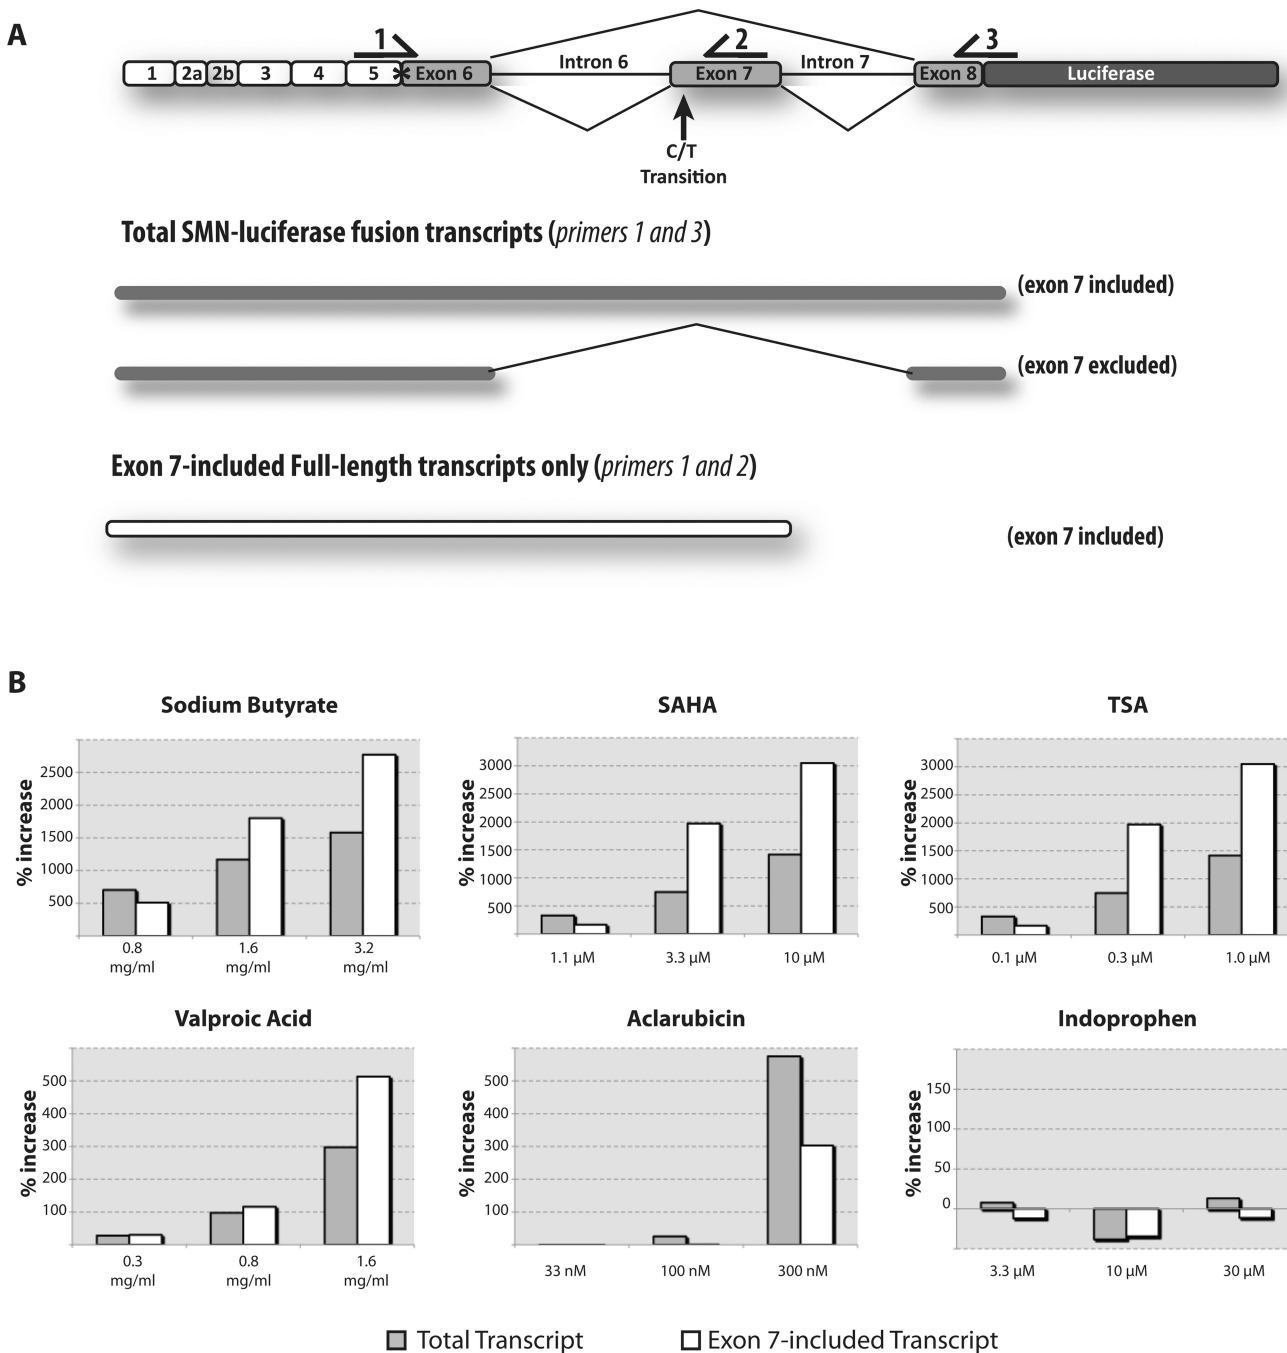 A
1 2 3
1 2a 2b 3 4 5 Exon 6 Intron 6 Exon 7 Intron 7 Exon 8 Luciferase
C/T
Transition
Total SMN-luciferase fusion transcripts (primers 1 and 3)
(exon 7 included)
(exon 7 excluded)
Exon 7-included Full-length transcripts only (primers 1 and 2)
(exon 7 included)
B
Sodium Butyrate
% increase
2500
2000
1500
1000
500
0.8 1.6 3.2
mg/ml mg/ml mg/ml
SAHA
% increase
3000
2500
2000
1500
1000
500
1.1 μM 3.3 μM 10 μM
TSA
% increase
3000
2500
2000
1500
1000
500
0.1 μM 0.3 μM 1.0 μM
Valproic Acid
% increase
500
400
300
200
100
0.3 0.8 1.6
mg/ml mg/ml mg/ml
Aclarubicin
% increase
500
400
300
200
100
33 nM 100 nM 300 nM
Indoprophen
% increase
150
100
50
0
3.3 μM 10 μM 30 μM
Total Transcript Exon 7-included Transcript